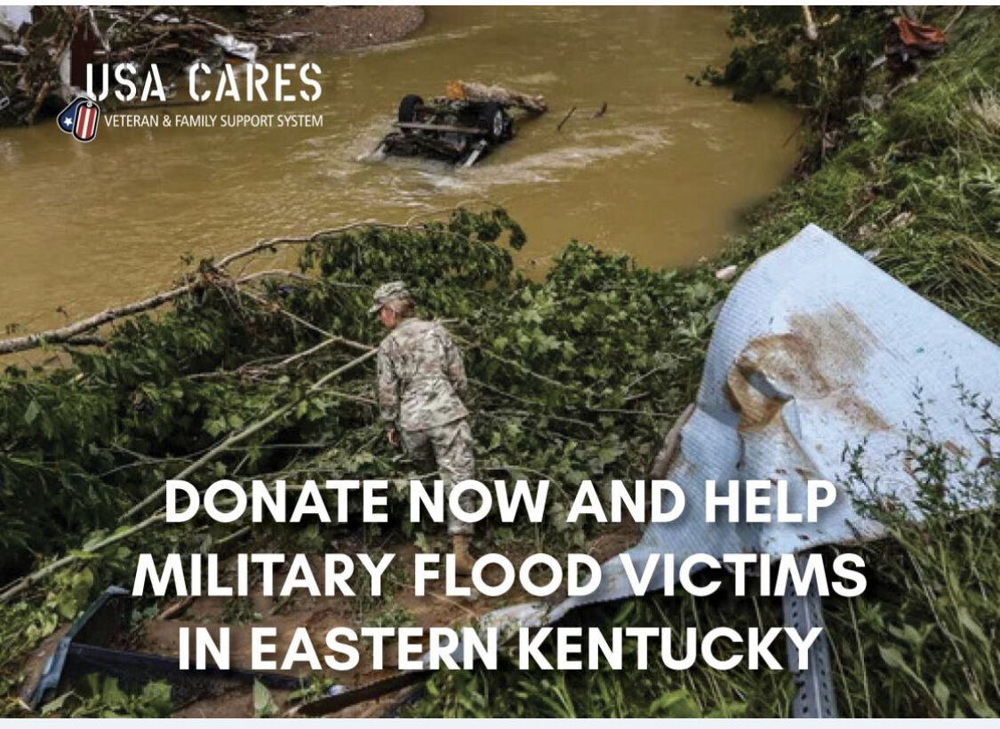 USA CARES
VETERAN & FAMILY SUPPORT SYSTEM
DONATE NOW AND HELP
MILITARY FLOOD VICTIMS
IN EASTERN KENTUCKY